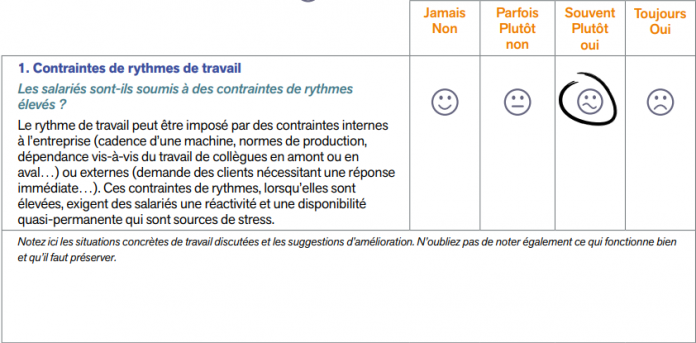 Jamais
Non
Parfois
Plutôt
non
Souvent
Plutôt
oui
Toujours
Oui
1. Contraintes de rythmes de travail
Les salariés sont-ils soumis à des contraintes de rythmes
élevés ?
Le rythme de travail peut être imposé par des contraintes internes
à l'entreprise (cadence d'une machine, normes de production,
dépendance vis-à-vis du travail de collègues en amont ou en
aval…) ou externes (demande des clients nécessitant une réponse
immédiate…). Ces contraintes de rythmes, lorsqu'elles sont
élevées, exigent des salariés une réactivité et une disponibilité
quasi-permanente qui sont sources de stress.
Notez ici les situations concrètes de travail discutées et les suggestions d'amélioration. N'oubliez pas de noter également ce qui fonctionne bien
et qu'il faut préserver.